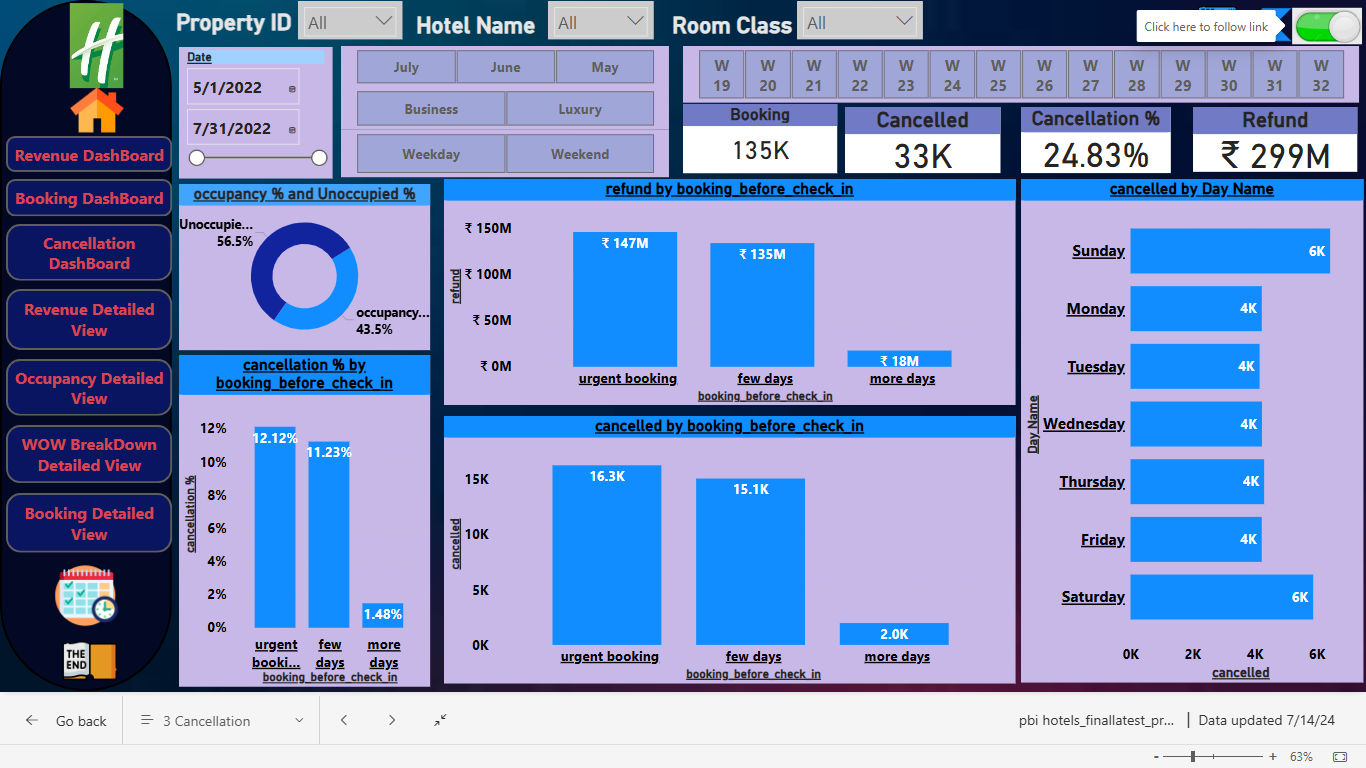 Property ID
All
Hotel Name
All
Room Class
All
Click here to follow link
H
Revenue DashBoard
Booking DashBoard
Cancellation
DashBoard
Revenue Detailed
View
Occupancy Detailed
View
WOW BreakDown
Detailed View
Booking Detailed
View
THE
END
Date
5/1/2022
7/31/2022
July
June
May
Business
Luxury
Weekday
Weekend
W
19
W
20
W
21
W
22
W
23
W
24
W
25
W
26
W
27
W
28
W
29
W
30
W
31
W
32
Booking
135K
Cancelled
33K
Cancellation %
24.83%
Refund
₹ 299M
occupancy % and Unoccupied %
Unoccupie...
56.5%
occupancy...
43.5%
cancellation % by
booking_before_check_in
cancellation %
12%
10%
8%
6%
4%
2%
0%
12.12%
11.23%
1.48%
urgent
booki...
few
days
more
days
booking_before_check_in
refund by booking_before_check_in
refund
₹ 150M
₹ 100M
₹ 50M
₹ 0M
₹ 147M
₹ 135M
₹ 18M
urgent booking
few days
more days
booking_before_check_in
cancelled by booking_before_check_in
cancelled
15K
10K
5K
0K
16.3K
15.1K
2.0K
urgent booking
few days
more days
booking_before_check_in
cancelled by Day Name
Day Name
Sunday
6K
Monday
4K
Tuesday
4K
Wednesday
4K
Thursday
4K
Friday
4K
Saturday
6K
0K
2K
4K
6K
cancelled
Go back
3 Cancellation
pbi hotels_finallatest_pr...
| Data updated 7/14/24
- + 63%